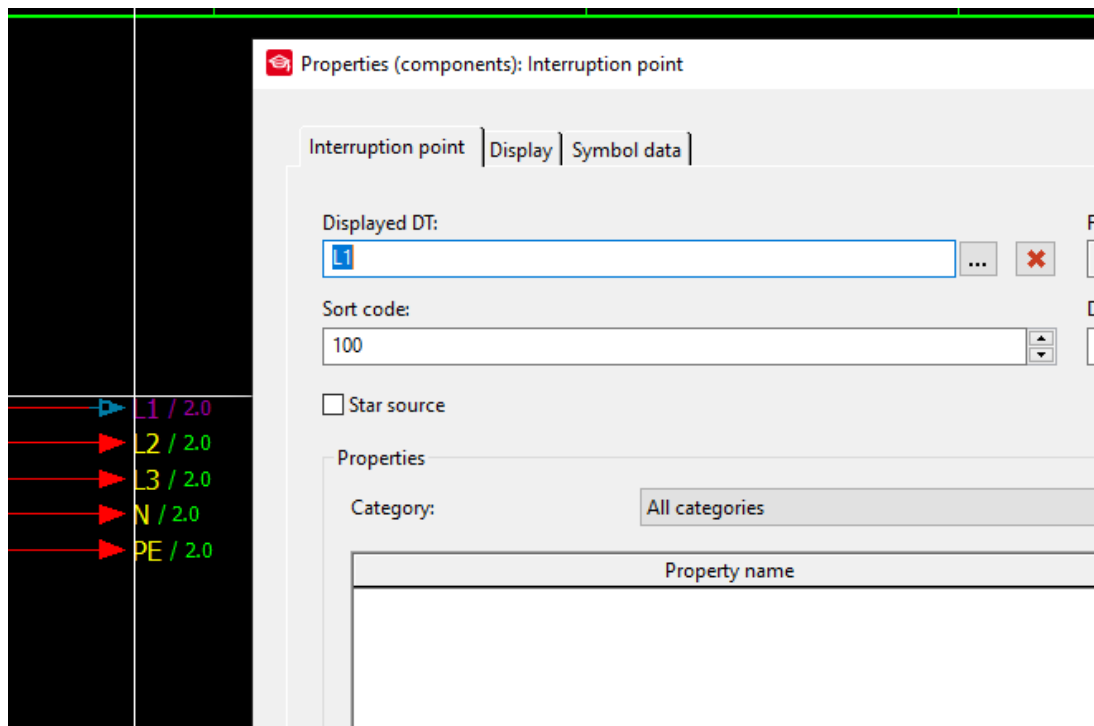 Properties (components): Interruption point
Interruption point Display Symbol data
Displayed DT:
L1
...
Sort code:
100
Star source
Properties
Category: All categories
Property name
L1 / 2.0
L2 / 2.0
L3 / 2.0
N / 2.0
PE / 2.0